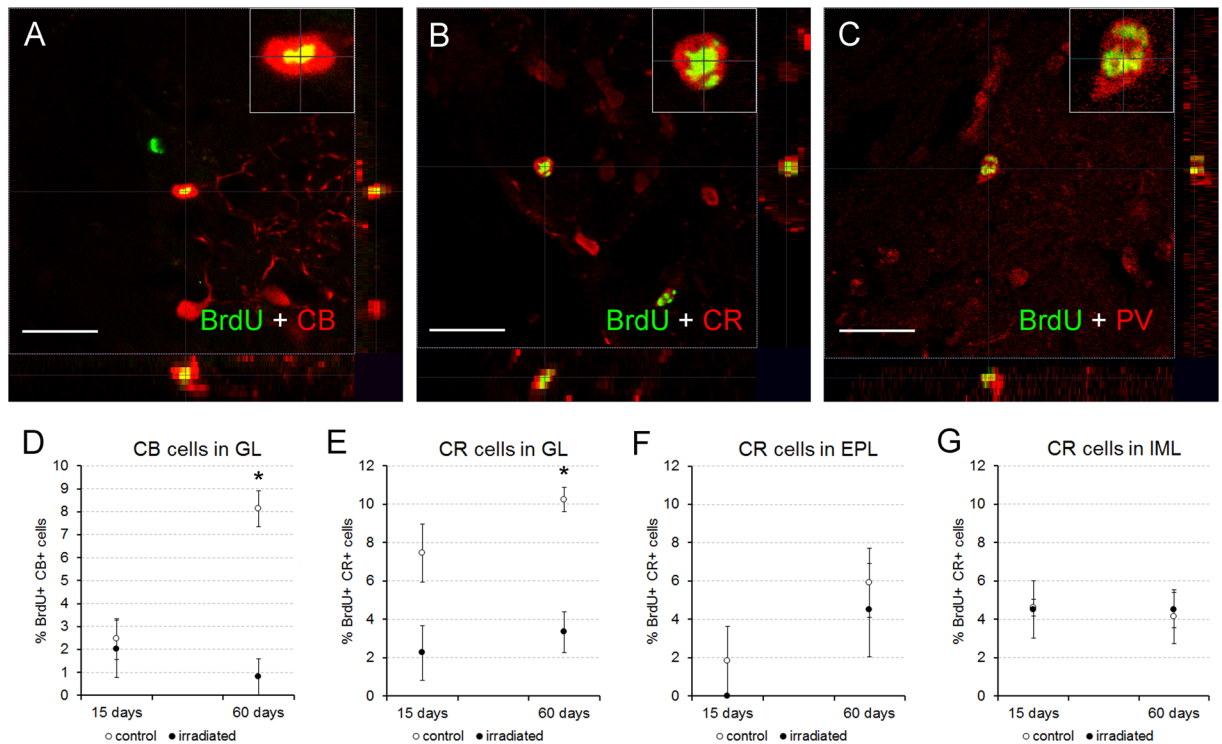 A
BrdU + CB
B
BrdU + CR
C
BrdU + PV
D
CB cells in GL
% BrdU+ CB+ cells
10
9
8
7
6
5
4
3
2
1
0
15 days
60 days
control
irradiated
*
E
CR cells in GL
% BrdU+ CR+ cells
12
10
8
6
4
2
0
15 days
60 days
control
irradiated
*
F
CR cells in EPL
% BrdU+ CR+ cells
12
10
8
6
4
2
0
15 days
60 days
control
irradiated
G
CR cells in IML
% BrdU+ CR+ cells
12
10
8
6
4
2
0
15 days
60 days
control
irradiated